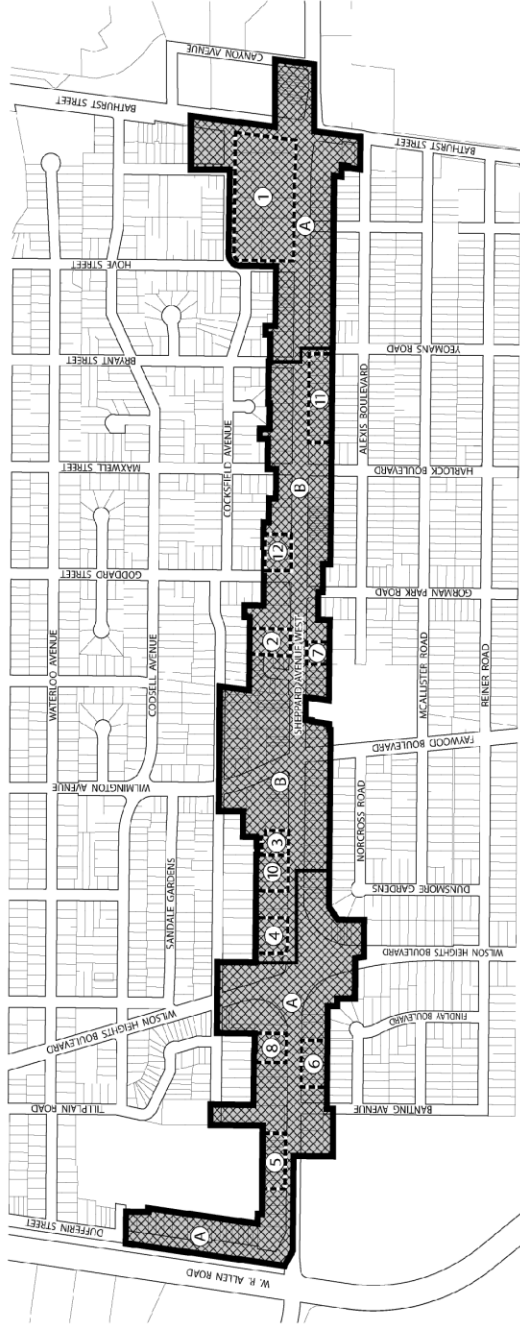 CANYON AVENUE
BATHURST STREET
BATHURST STREET
HOVE STREET
1
A
BRYANT STREET
YEOMANS ROAD
11
ALEXIS BOULEVARD
COCKSFIELD AVENUE
MAXWELL STREET
HARLOCK BOULEVARD
B
12
GODDARD STREET
GORMAN PARK ROAD
WATERLOO AVENUE
CODSELL AVENUE
2
SHEPPARD AVENUE WEST
7
MCALLISTER ROAD
REINER ROAD
FAYWOOD BOULEVARD
WILMINGTON AVENUE
B
NORCROSS ROAD
SANDALE GARDENS
3
10
DUNSMORE GARDENS
4
WILSON HEIGHTS BOULEVARD
WILSON HEIGHTS BOULEVARD
A
FINDLAY BOULEVARD
8
6
TILLPLAIN ROAD
BANTING AVENUE
5
DUFFERIN STREET
A
W. R. ALLEN ROAD